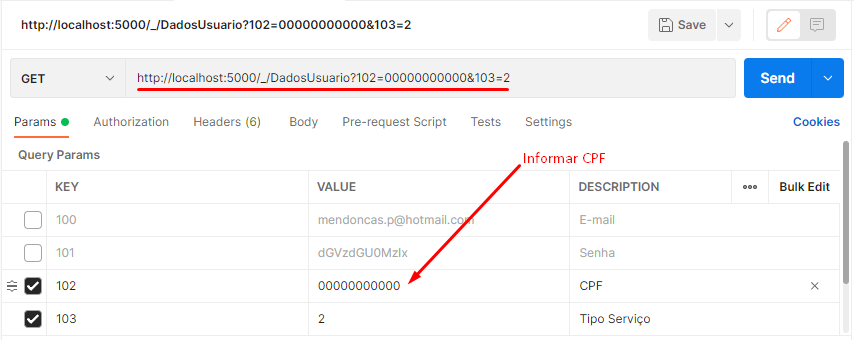 http://localhost:5000/_/DadosUsuario?102=00000000000&103=2
Save
GET
http://localhost:5000/_/DadosUsuario?102=00000000000&103=2
Send
Params
Authorization
Headers (6)
Body
Pre-request Script
Tests
Settings
Cookies
Query Params
Informar CPF
KEY VALUE DESCRIPTION ••• Bulk Edit
100 mendoncas.p@hotmail.com E-mail
101 dGVzdGU0MzIx Senha
102 00000000000 CPF
103 2 Tipo Serviço